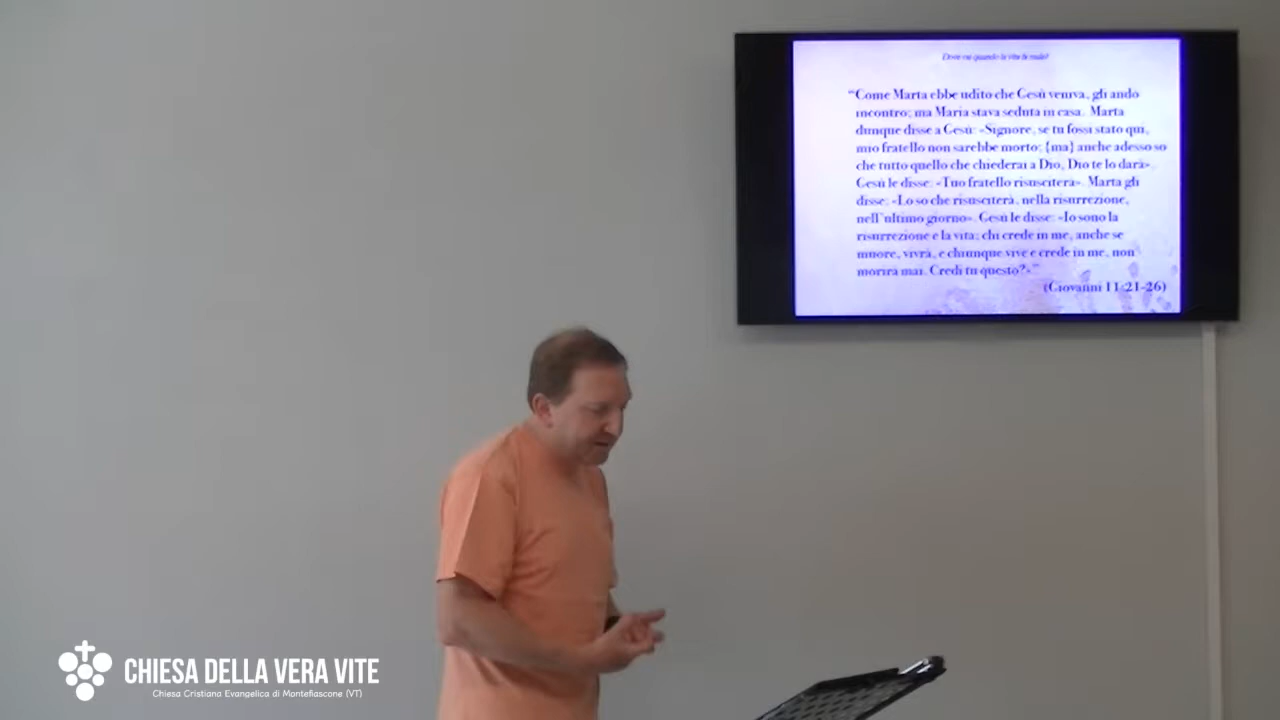 Dove vai quando la vita fa male?
“Come Marta ebbe udito che Gesù veniva, gli andò
incontro; ma Maria stava seduta in casa. Marta
dunque disse a Gesù: «Signore, se tu fossi stato qui,
mio fratello non sarebbe morto; {ma} anche adesso so
che tutto quello che chiederai a Dio, Dio te lo darà».
Gesù le disse: «Tuo fratello risusciterà». Marta gli
disse: «Lo so che risusciterà, nella risurrezione,
nell'ultimo giorno». Gesù le disse: «Io sono la
risurrezione e la vita; chi crede in me, anche se
muore, vivrà; e chiunque vive e crede in me, non
morirà mai. Credi tu questo?»”
(Giovanni 11:21-26)
CHIESA DELLA VERA VITE
Chiesa Cristiana Evangelica di Montefiascone (VT)